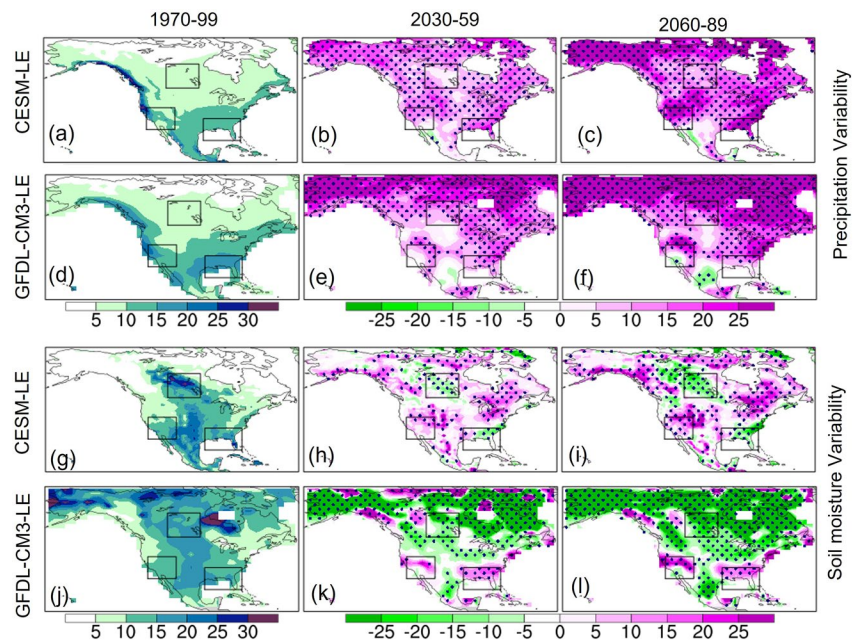 1970-99 2030-59 2060-89
CESM-LE
(a) (b) (c)
GFDL-CM3-LE
(d) (e) (f)
Precipitation Variability
5 10 15 20 25 30
-25 -20 -15 -10 -5 0 5 10 15 20 25
CESM-LE
(g) (h) (i)
GFDL-CM3-LE
(j) (k) (l)
Soil moisture Variability
5 10 15 20 25 30
-25 -20 -15 -10 -5 0 5 10 15 20 25